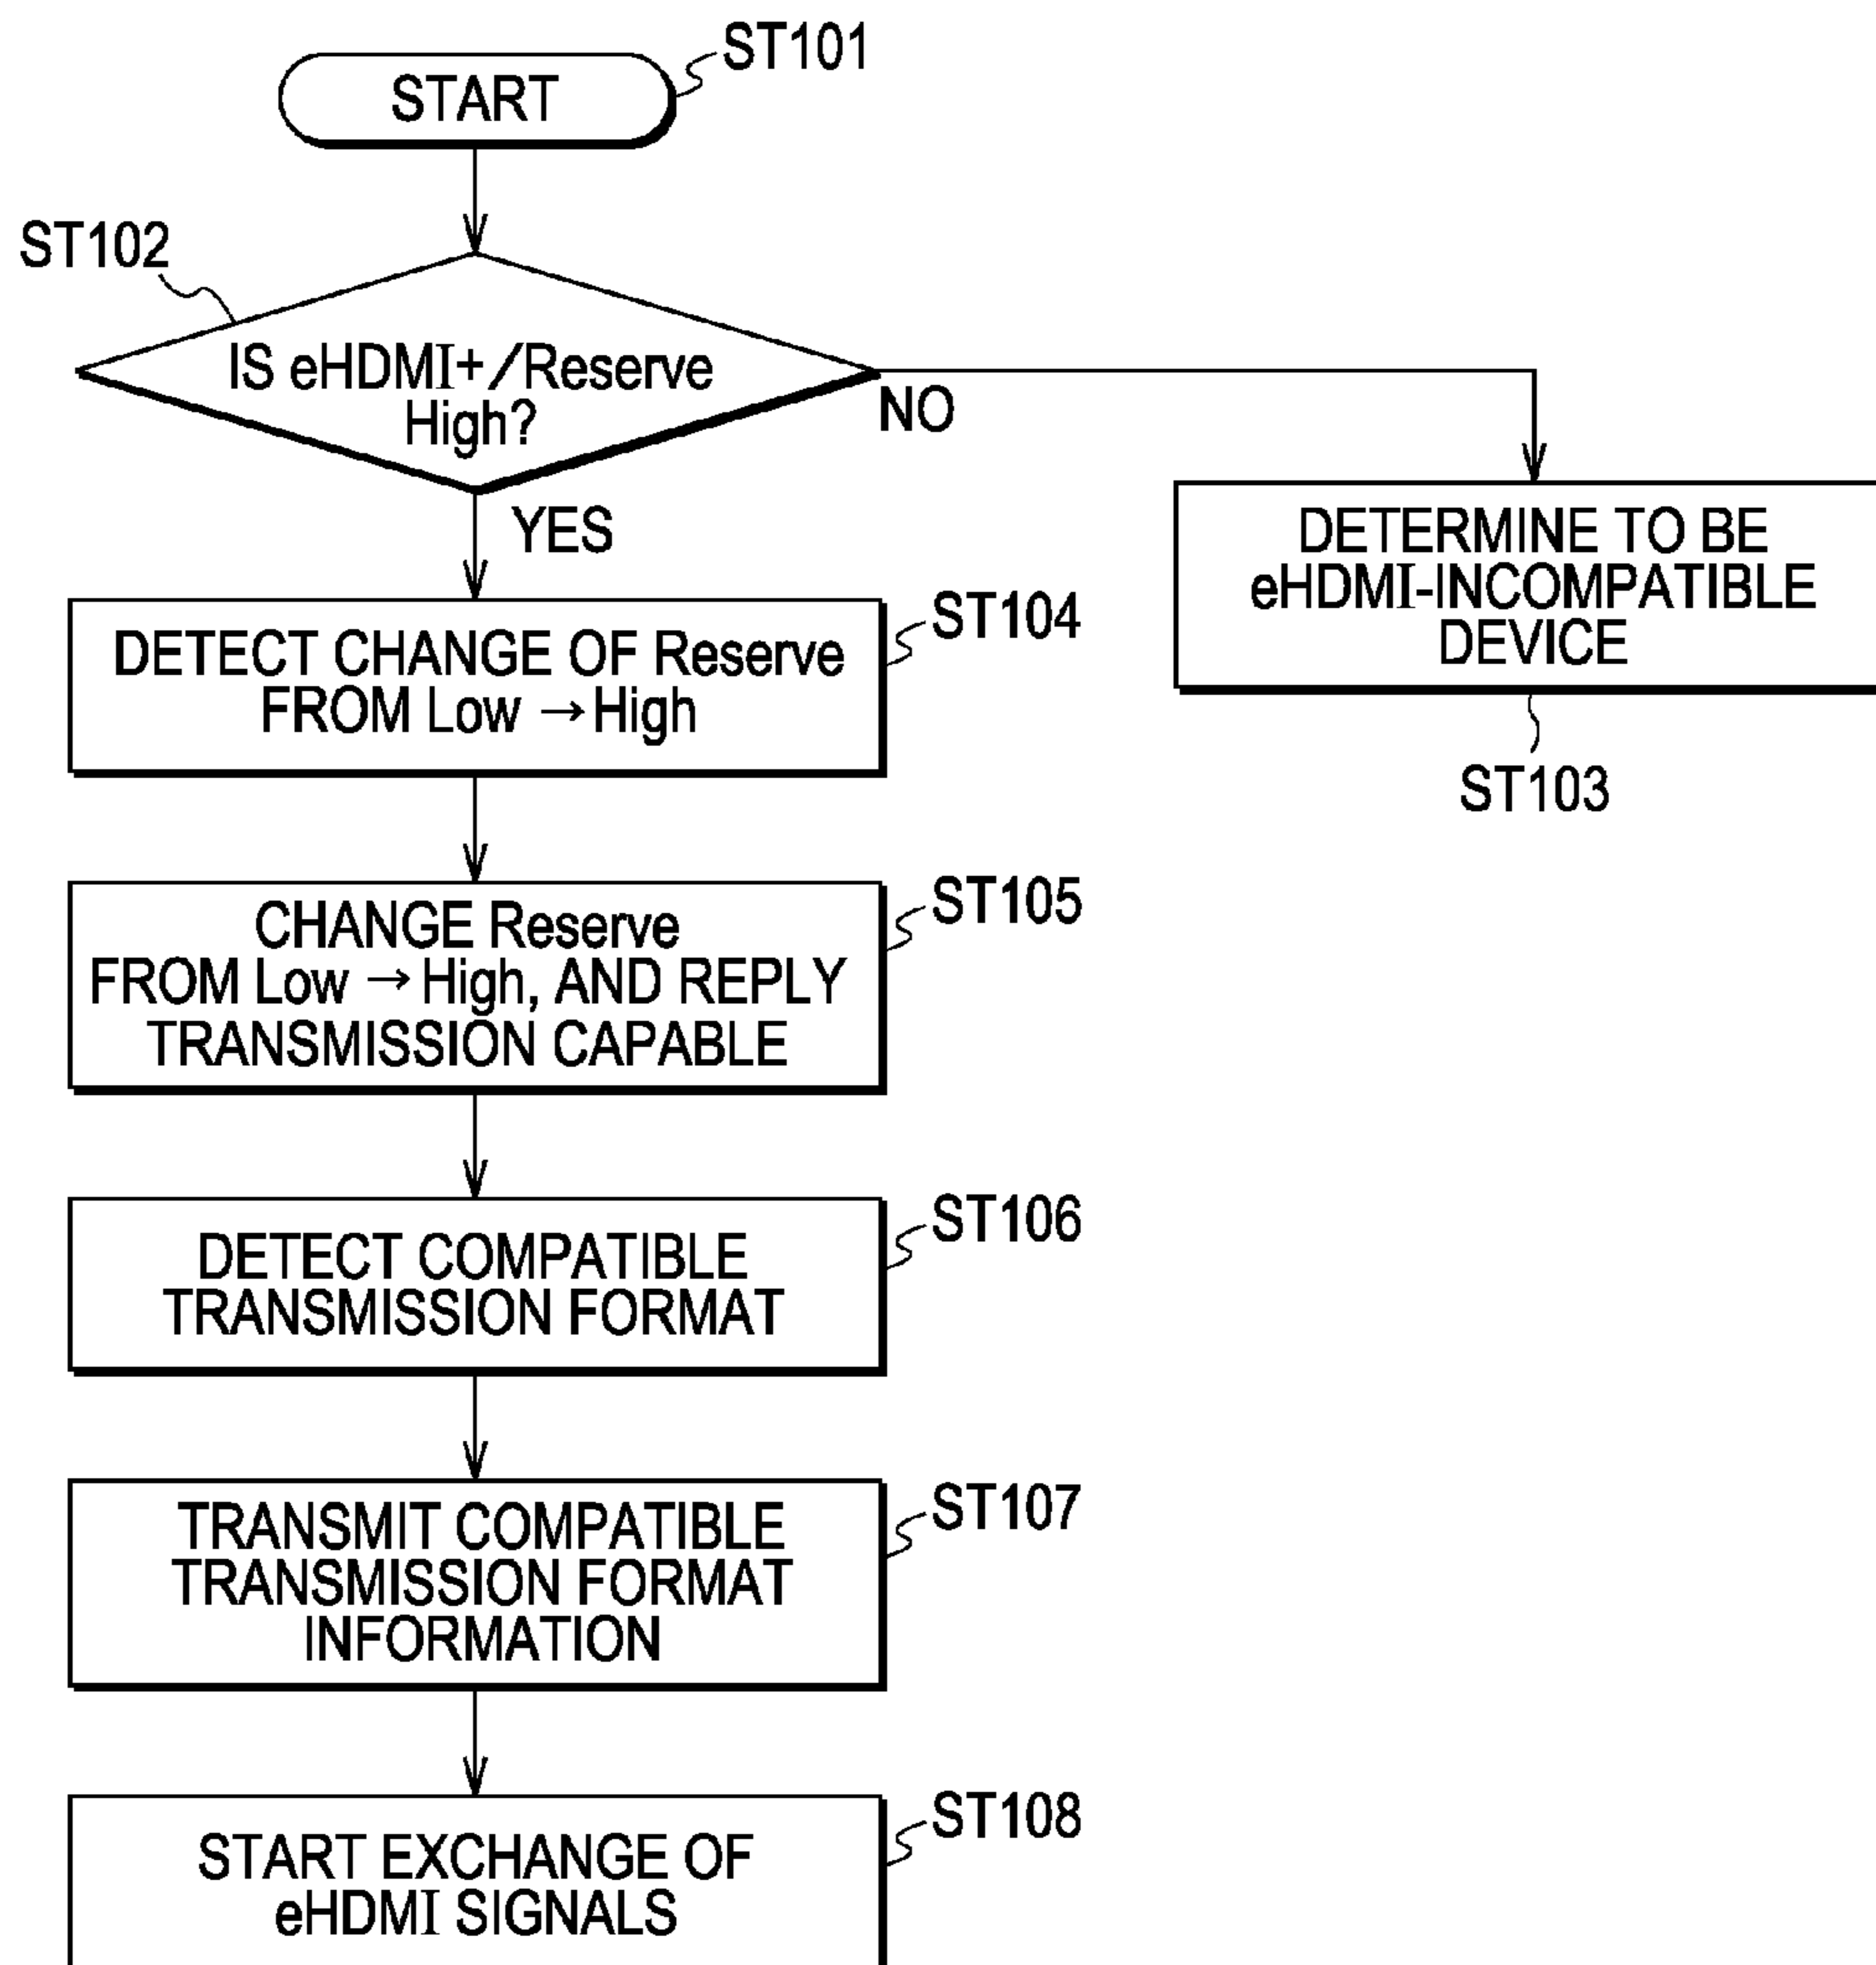 ST101
START
ST102
IS eHDMI+/Reserve
High?
NO
YES
DETERMINE TO BE
eHDMI-INCOMPATIBLE
DEVICE
ST103
ST104
DETECT CHANGE OF Reserve
FROM Low → High
ST105
CHANGE Reserve
FROM Low → High, AND REPLY
TRANSMISSION CAPABLE
ST106
DETECT COMPATIBLE
TRANSMISSION FORMAT
ST107
TRANSMIT COMPATIBLE
TRANSMISSION FORMAT
INFORMATION
ST108
START EXCHANGE OF
eHDMI SIGNALS